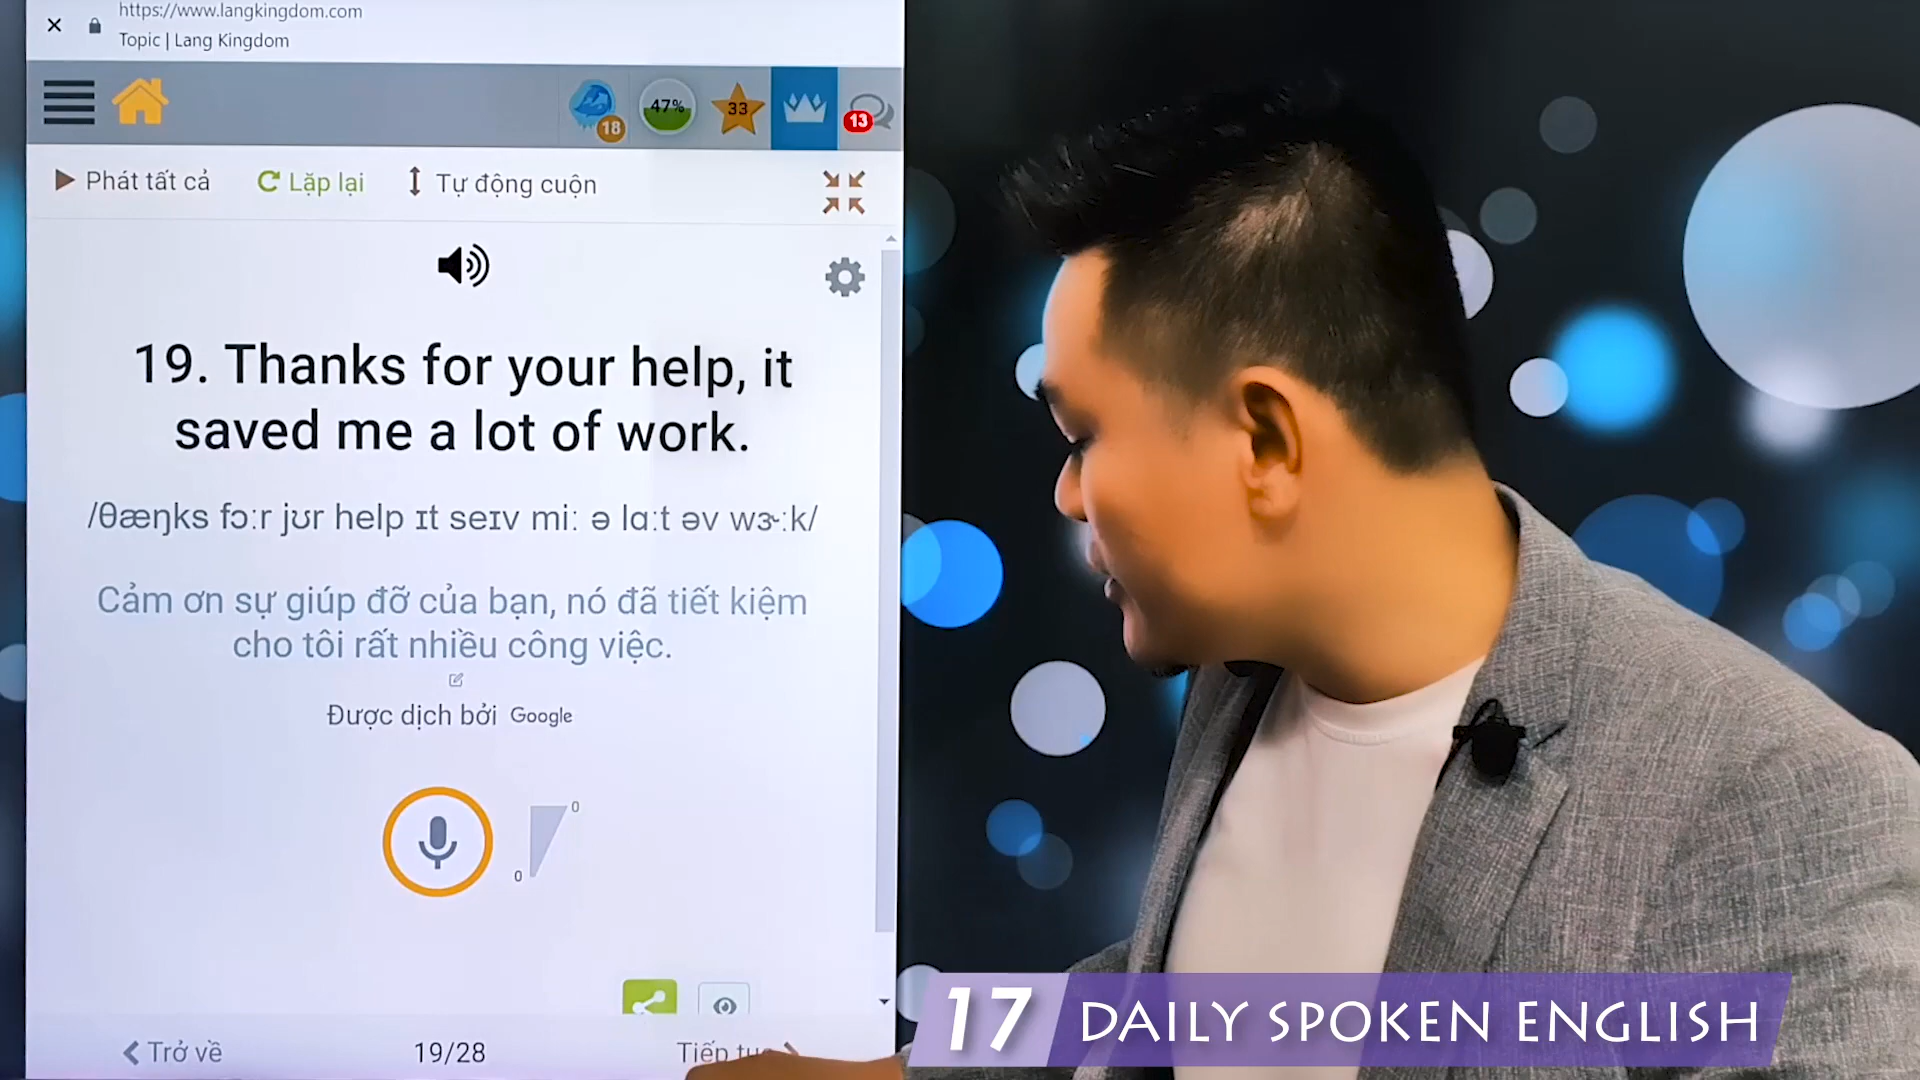 https://www.langkingdom.com
Topic | Lang Kingdom
18
47%
33
13
Phát tất cả
Lặp lại
Tự động cuộn
19. Thanks for your help, it
saved me a lot of work.
/θæŋks fɔːr jʊr help ɪt seɪv miː ə lɑːt əv wɝːk/
Cảm ơn sự giúp đỡ của bạn, nó đã tiết kiệm
cho tôi rất nhiều công việc.
Được dịch bởi Google
0
0
Trở về
19/28
Tiếp tục
17 DAILY SPOKEN ENGLISH